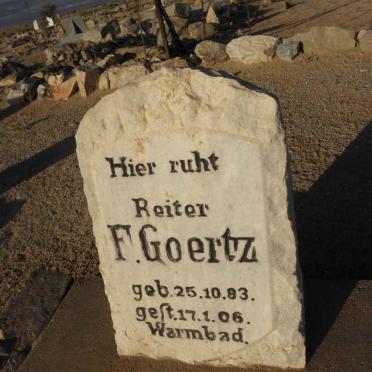 Hier ruht
Reiter
F. Goertz
geb. 25.10.83.
gest. 17.1.06.
Warmbad.